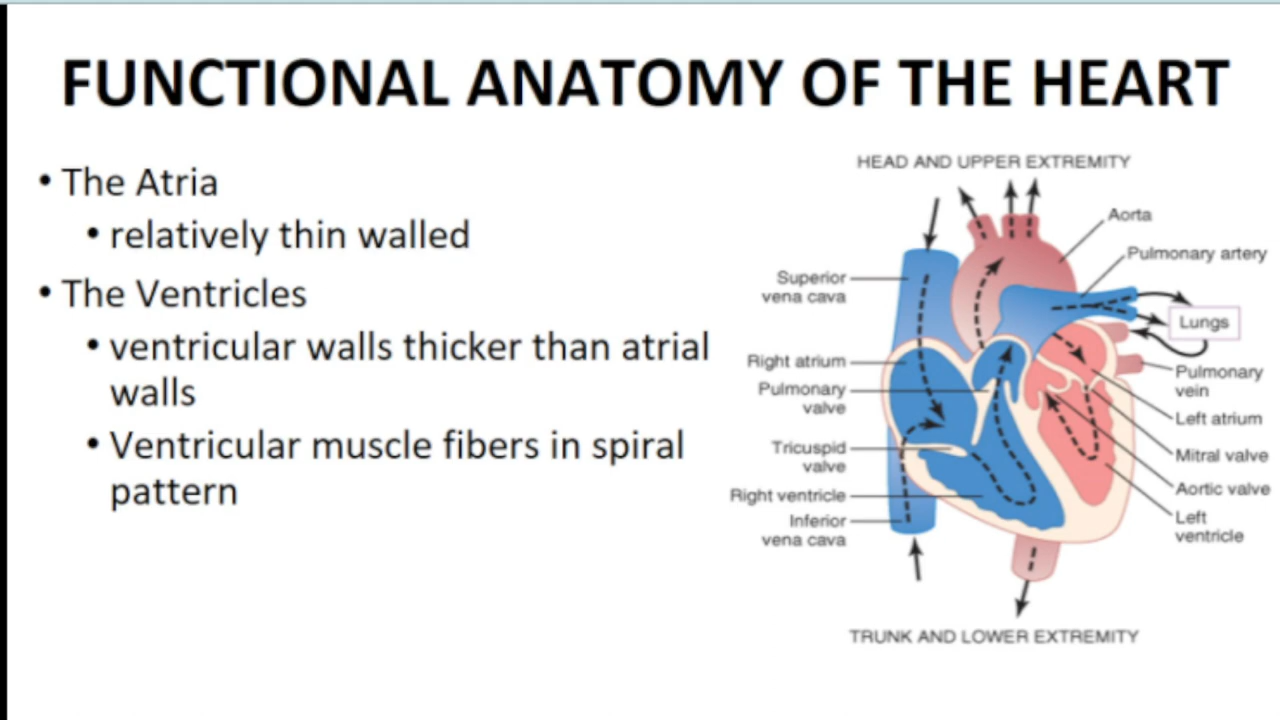 FUNCTIONAL ANATOMY OF THE HEART
• The Atria
• relatively thin walled
• The Ventricles
• ventricular walls thicker than atrial
walls
• Ventricular muscle fibers in spiral
pattern
HEAD AND UPPER EXTREMITY
Aorta
Pulmonary artery
Superior
vena cava
Lungs
Right atrium
Pulmonary
vein
Pulmonary
valve
Left atrium
Tricuspid
valve
Mitral valve
Aortic valve
Right ventricle
Left
ventricle
Inferior
vena cava
TRUNK AND LOWER EXTREMITY